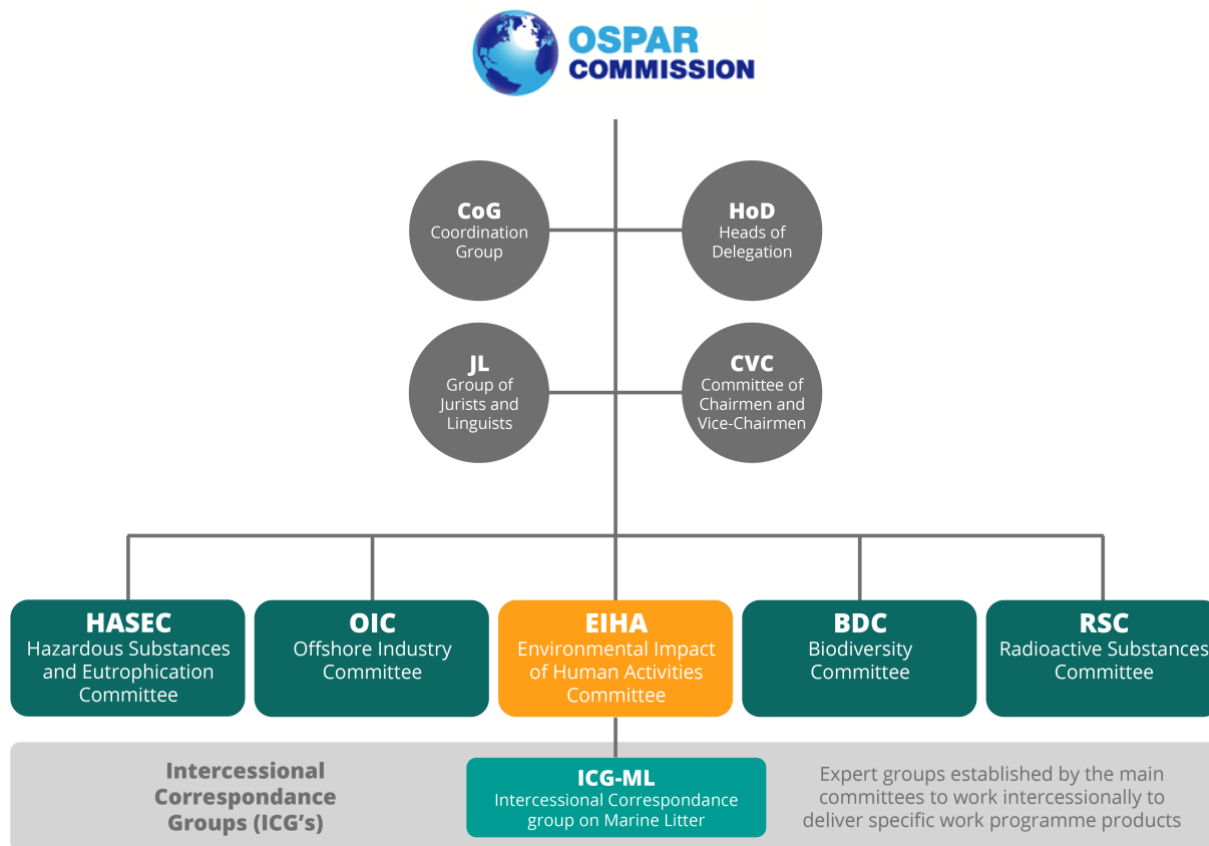 OSPAR
COMMISSION
CoG
Coordination
Group
HoD
Heads of
Delegation
JL
Group of
Jurists and
Linguists
CVC
Committee of
Chairmen and
Vice-Chairmen
HASEC
Hazardous Substances
and Eutrophication
Committee
OIC
Offshore Industry
Committee
EIHA
Environmental Impact
of Human Activities
Committee
BDC
Biodiversity
Committee
RSC
Radioactive Substances
Committee
Intercessional
Correspondance
Groups (ICG's)
ICG-ML
Intercessional Correspondance
group on Marine Litter
Expert groups established by the main
committees to work intercessionally to
deliver specific work programme products